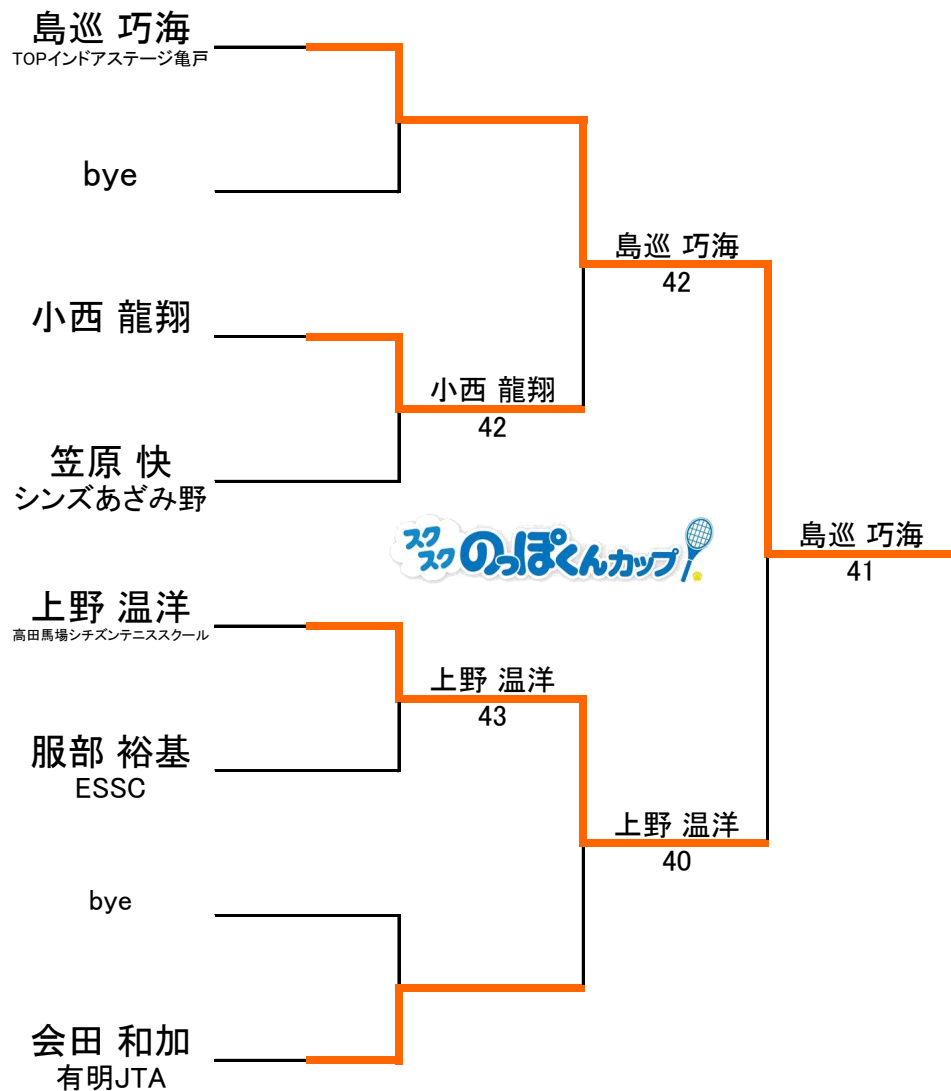 島巡 巧海
TOPインドアステージ亀戸
bye
島巡 巧海
42
小西 龍翔
小西 龍翔
42
笠原 快
シンズあざみ野
スクスク のっぽくんカップ
島巡 巧海
41
上野 温洋
高田馬場シチズンテニススクール
上野 温洋
43
服部 裕基
ESSC
上野 温洋
40
bye
会田 和加
有明JTA